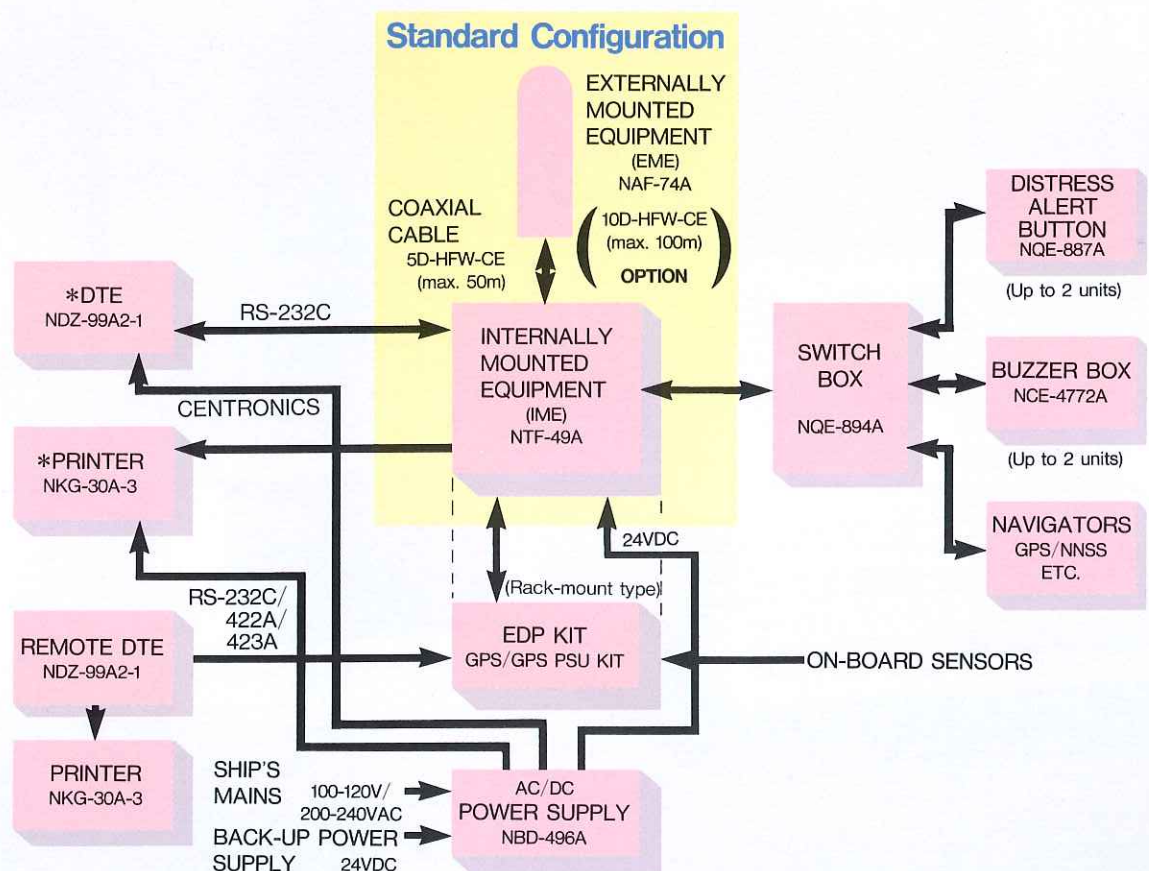 Standard Configuration
EXTERNALLY
MOUNTED
EQUIPMENT
(EME)
NAF-74A
COAXIAL
CABLE
5D-HFW-CE
(max. 50m)
10D-HFW-CE
(max. 100m)
OPTION
*DTE
NDZ-99A2-1
RS-232C
INTERNALLY
MOUNTED
EQUIPMENT
(IME)
NTF-49A
SWITCH
BOX
NQE-894A
DISTRESS
ALERT
BUTTON
NQE-887A
(Up to 2 units)
BUZZER BOX
NCE-4772A
(Up to 2 units)
NAVIGATORS
GPS/NNSS
ETC.
CENTRONICS
*PRINTER
NKG-30A-3
24VDC
(Rack-mount type)
RS-232C/
422A/
423A
REMOTE DTE
NDZ-99A2-1
EDP KIT
GPS/GPS PSU KIT
ON-BOARD SENSORS
PRINTER
NKG-30A-3
SHIP'S
MAINS
100-120V/
200-240VAC
BACK-UP POWER
SUPPLY 24VDC
AC/DC
POWER SUPPLY
NBD-496A